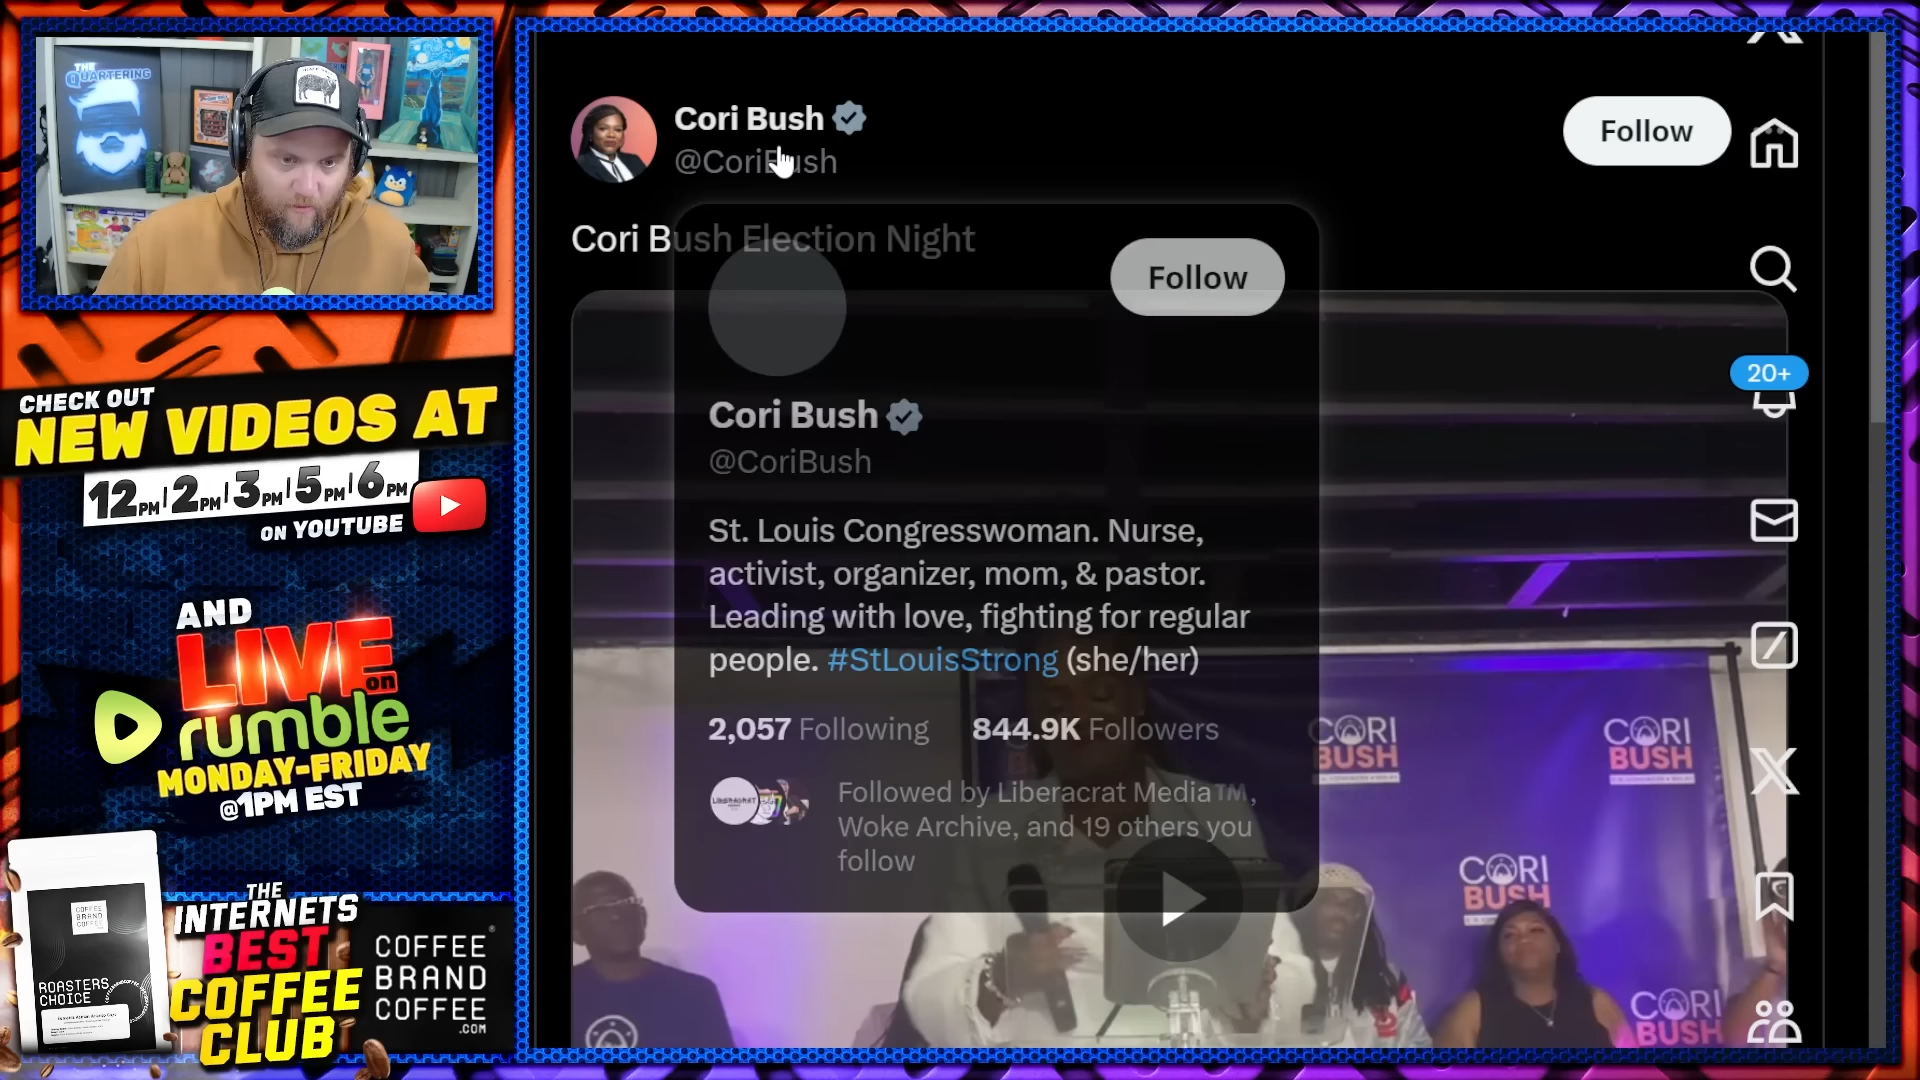 THE
QUARTERING
CHECK OUT
NEW VIDEOS AT
12PM | 2PM | 3PM | 5PM | 6PM
ON YOUTUBE
AND
LIVE on
rumble
MONDAY-FRIDAY
@1PM EST
COFFEE
BRAND
COFFEE
ROASTERS
CHOICE
THE
INTERNETS
BEST
COFFEE
CLUB
COFFEE®
BRAND
COFFEE
.COM
Cori Bush
@CoriBush
Follow
Cori Bush Election Night
Follow
Cori Bush
@CoriBush
St. Louis Congresswoman. Nurse,
activist, organizer, mom, & pastor.
Leading with love, fighting for regular
people. #StLouisStrong (she/her)
2,057 Following 844.9K Followers
Followed by Liberacrat Media™,
Woke Archive, and 19 others you
follow
20+
CORI
BUSH
CORI
BUSH
CORI
BUSH
CORI
BUSH